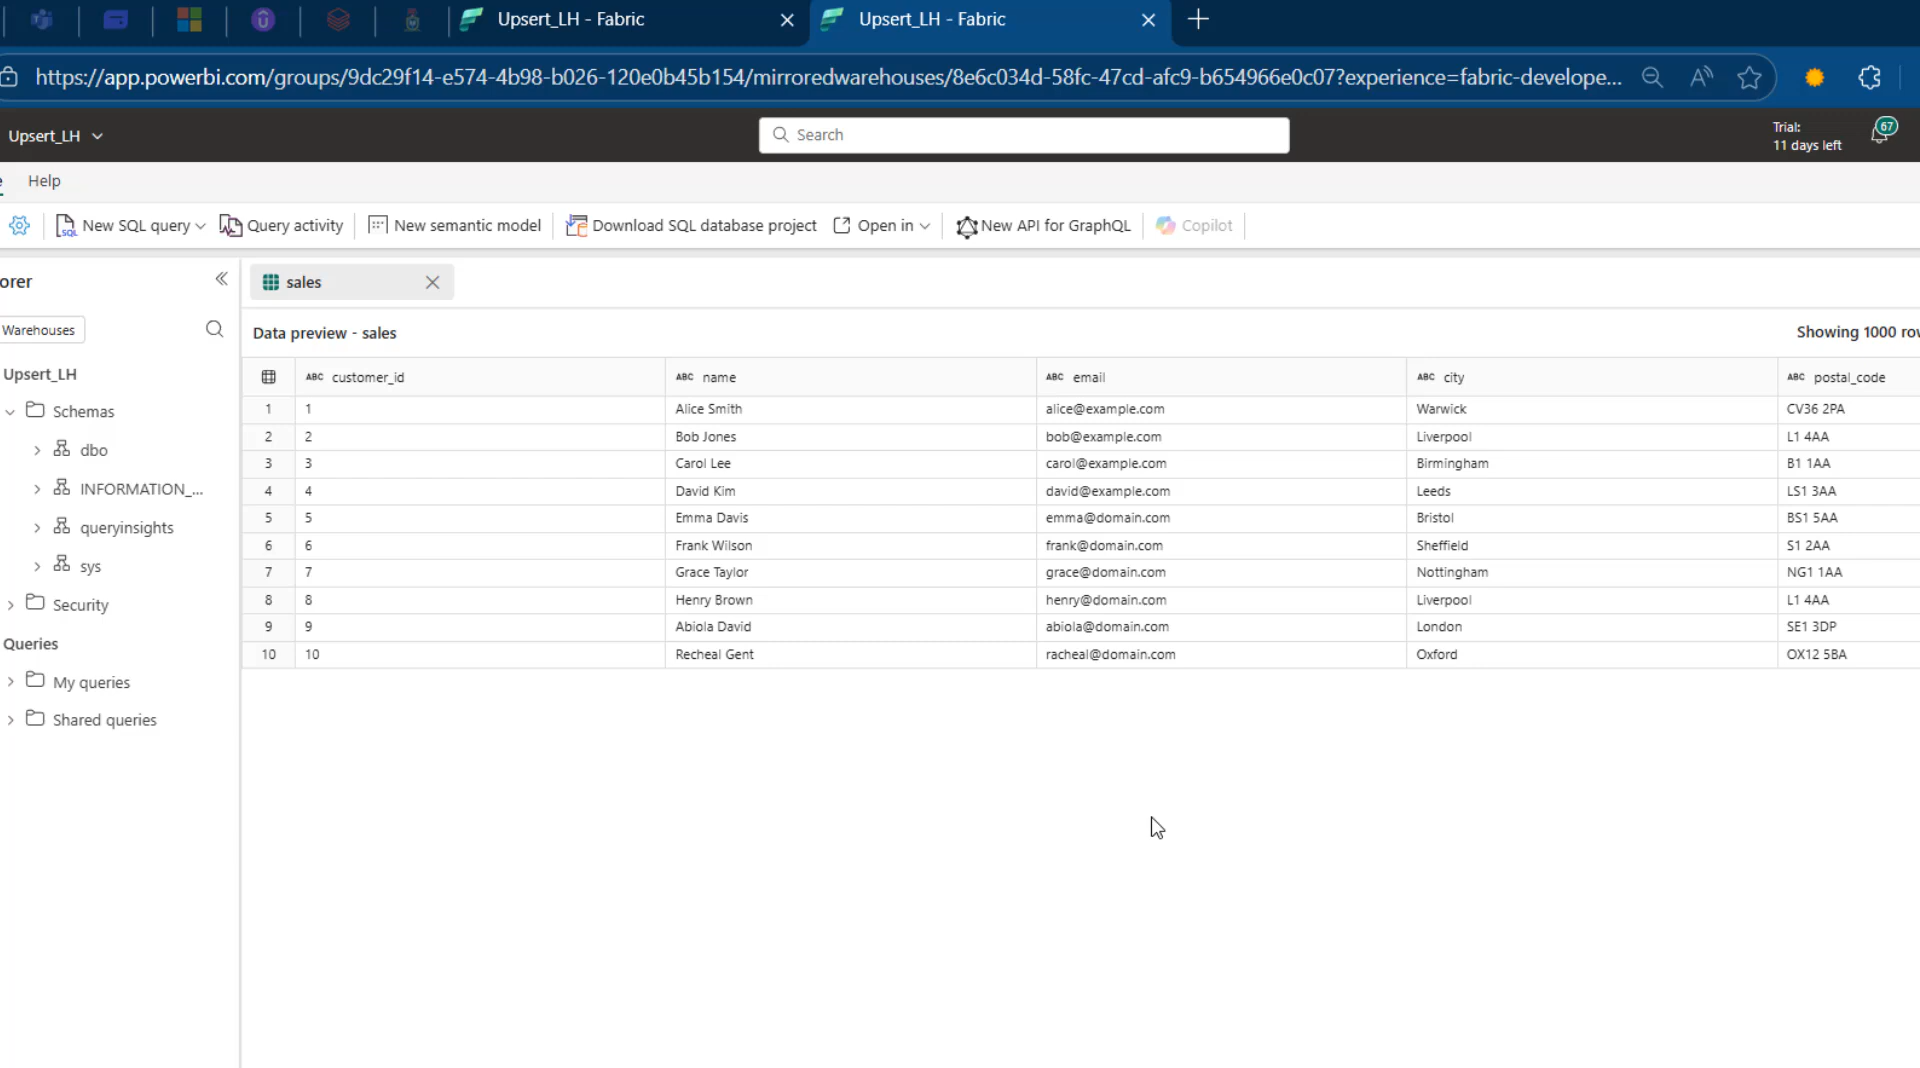 Upsert_LH - Fabric
Upsert_LH - Fabric
https://app.powerbi.com/groups/9dc29f14-e574-4b98-b026-120e0b45b154/mirroredwarehouses/8e6c034d-58fc-47cd-afc9-b654966e0c07?experience=fabric-develope...
Upsert_LH
Search
Trial:
11 days left
67
Help
New SQL query
Query activity
New semantic model
Download SQL database project
Open in
New API for GraphQL
Copilot
orer
Warehouses
Upsert_LH
Schemas
dbo
INFORMATION_...
queryinsights
sys
Security
Queries
My queries
Shared queries
sales
Data preview - sales
Showing 1000 rov
ABC customer_id ABC name ABC email ABC city ABC postal_code
1 1 Alice Smith alice@example.com Warwick CV36 2PA
2 2 Bob Jones bob@example.com Liverpool L1 4AA
3 3 Carol Lee carol@example.com Birmingham B1 1AA
4 4 David Kim david@example.com Leeds LS1 3AA
5 5 Emma Davis emma@domain.com Bristol BS1 5AA
6 6 Frank Wilson frank@domain.com Sheffield S1 2AA
7 7 Grace Taylor grace@domain.com Nottingham NG1 1AA
8 8 Henry Brown henry@domain.com Liverpool L1 4AA
9 9 Abiola David abiola@domain.com London SE1 3DP
10 10 Recheal Gent racheal@domain.com Oxford OX12 5BA